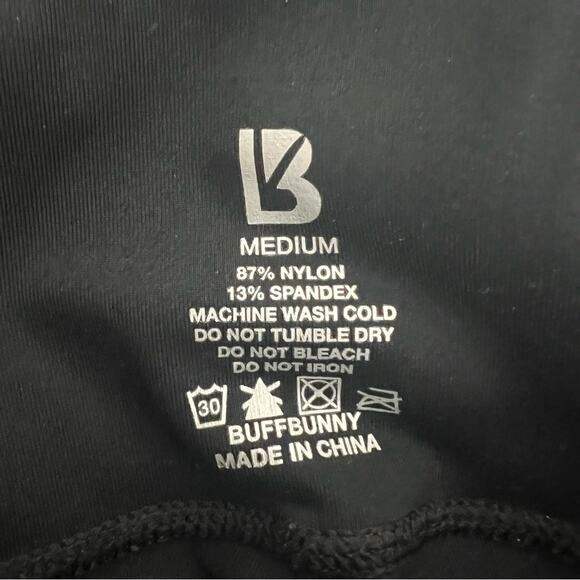 B
MEDIUM
87% NYLON
13% SPANDEX
MACHINE WASH COLD
DO NOT TUMBLE DRY
DO NOT BLEACH
DO NOT IRON
30
BUFFBUNNY
MADE IN CHINA